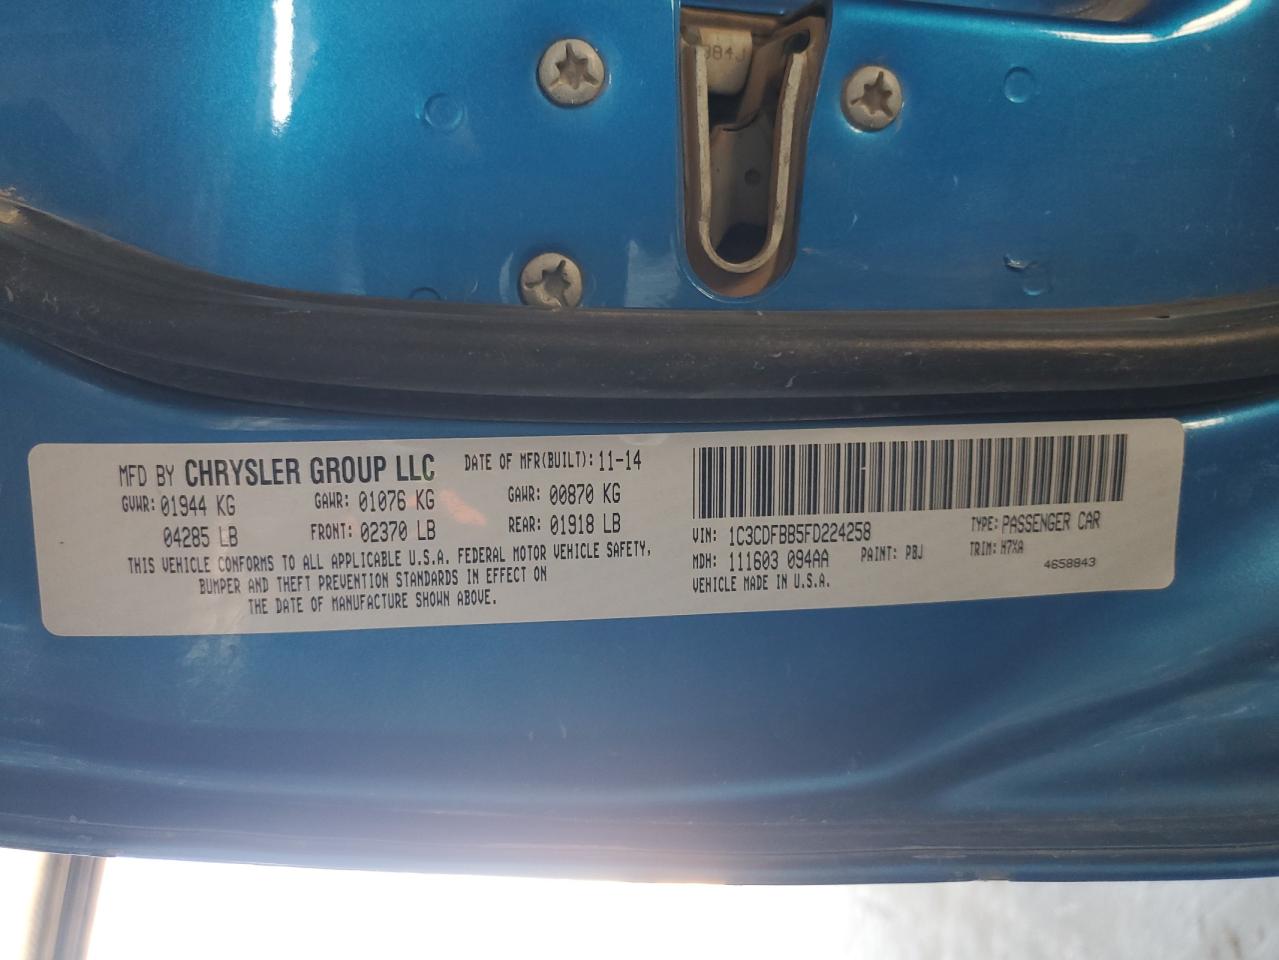 384J
MFD BY CHRYSLER GROUP LLC DATE OF MFR(BUILT): 11-14
GVWR: 01944 KG GAWR: 01076 KG GAWR: 00870 KG
04285 LB FRONT: 02370 LB REAR: 01918 LB
THIS VEHICLE CONFORMS TO ALL APPLICABLE U.S.A. FEDERAL MOTOR VEHICLE SAFETY,
BUMPER AND THEFT PREVENTION STANDARDS IN EFFECT ON
THE DATE OF MANUFACTURE SHOWN ABOVE.
VIN: 1C3CDFBB5FD224258 TYPE: PASSENGER CAR
MDH: 111603 094AA PAINT: PBJ TRIM: H7XA
VEHICLE MADE IN U.S.A. 4658843